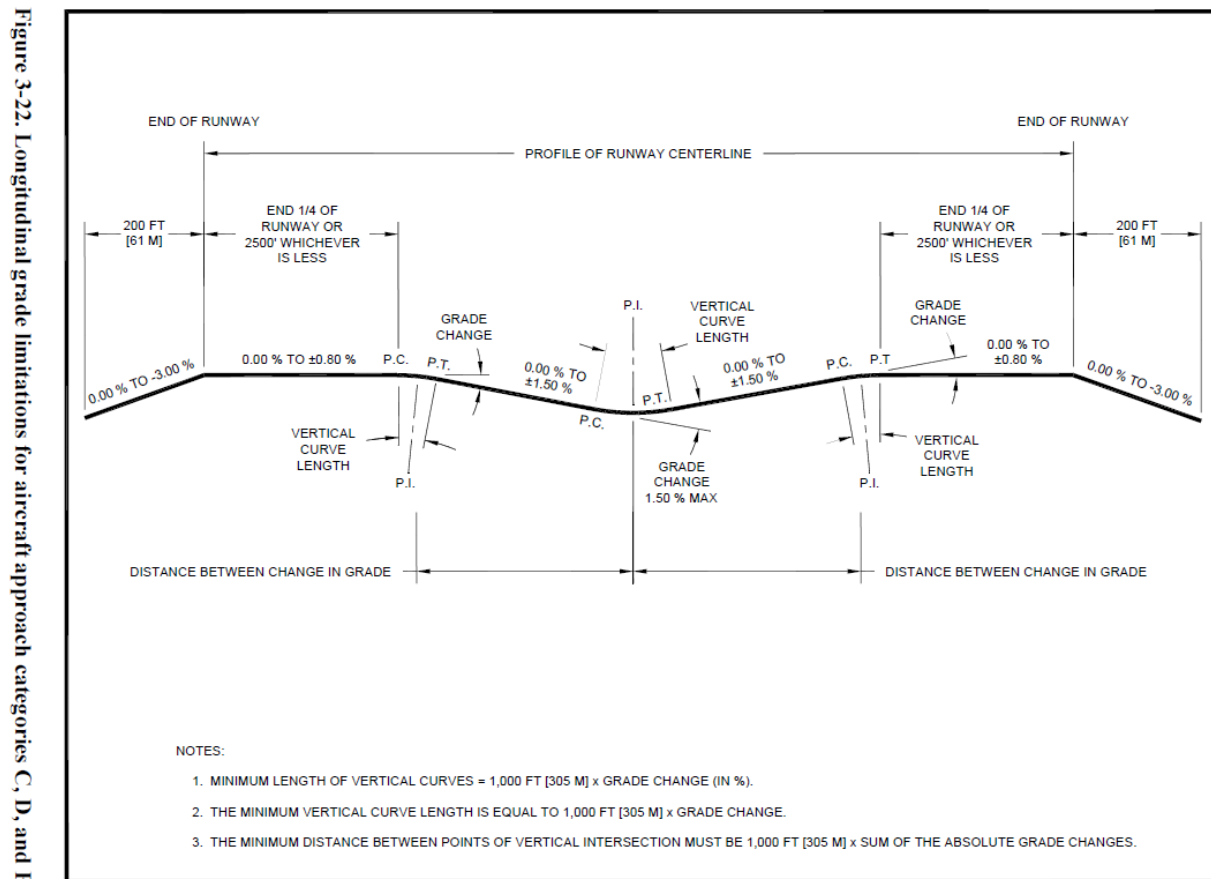 Figure 3-22. Longitudinal grade limitations for aircraft approach categories C, D, and
END OF RUNWAY
END OF RUNWAY
PROFILE OF RUNWAY CENTERLINE
200 FT
[61 M]
END 1/4 OF
RUNWAY OR
2500' WHICHEVER
IS LESS
END 1/4 OF
RUNWAY OR
2500' WHICHEVER
IS LESS
200 FT
[61 M]
P.I.
VERTICAL
CURVE
LENGTH
GRADE
CHANGE
GRADE
CHANGE
0.00 % TO -3.00 %
0.00 % TO ±0.80 %
P.C.
P.T.
0.00 % TO
±1.50 %
P.C.
P.T.
0.00 % TO
±1.50 %
P.C.
P.T
0.00 % TO
±0.80 %
0.00 % TO -3.00 %
VERTICAL
CURVE
LENGTH
P.I.
GRADE
CHANGE
1.50 % MAX
P.I.
VERTICAL
CURVE
LENGTH
DISTANCE BETWEEN CHANGE IN GRADE
DISTANCE BETWEEN CHANGE IN GRADE
NOTES:
1. MINIMUM LENGTH OF VERTICAL CURVES = 1,000 FT [305 M] x GRADE CHANGE (IN %).
2. THE MINIMUM VERTICAL CURVE LENGTH IS EQUAL TO 1,000 FT [305 M] x GRADE CHANGE.
3. THE MINIMUM DISTANCE BETWEEN POINTS OF VERTICAL INTERSECTION MUST BE 1,000 FT [305 M] x SUM OF THE ABSOLUTE GRADE CHANGES.